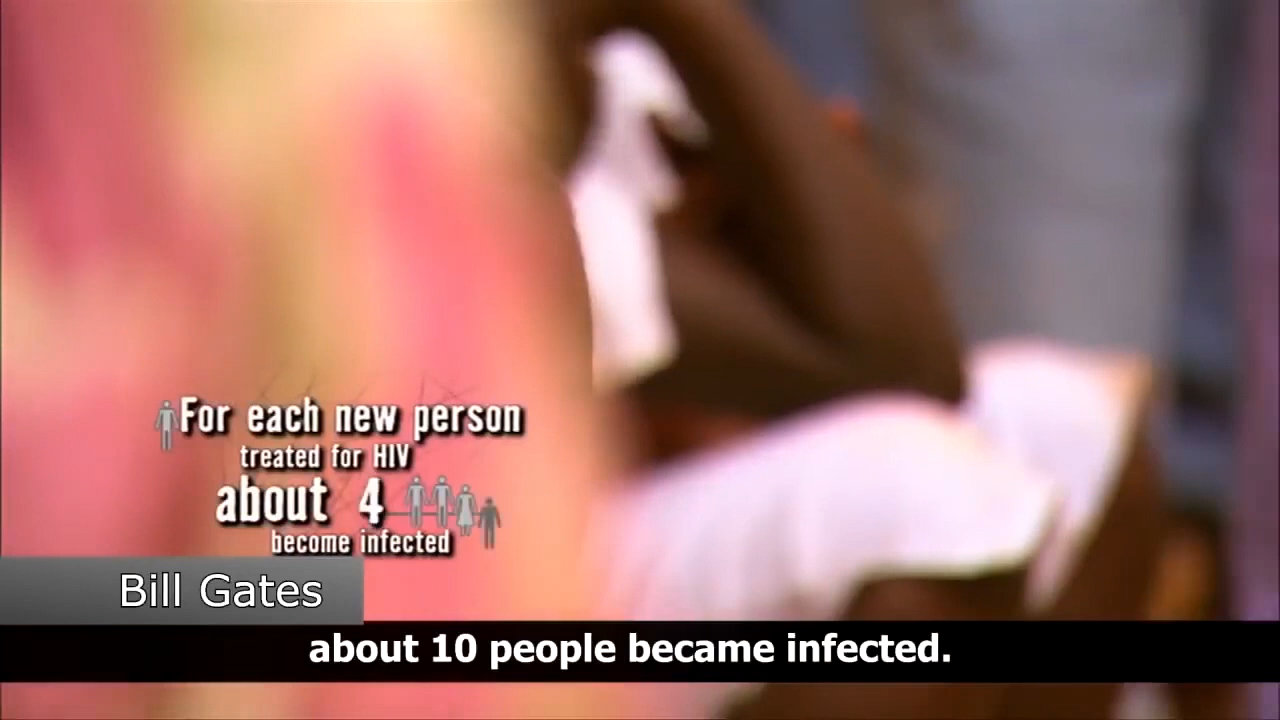 For each new person
treated for HIV
about 4
become infected
Bill Gates
about 10 people became infected.